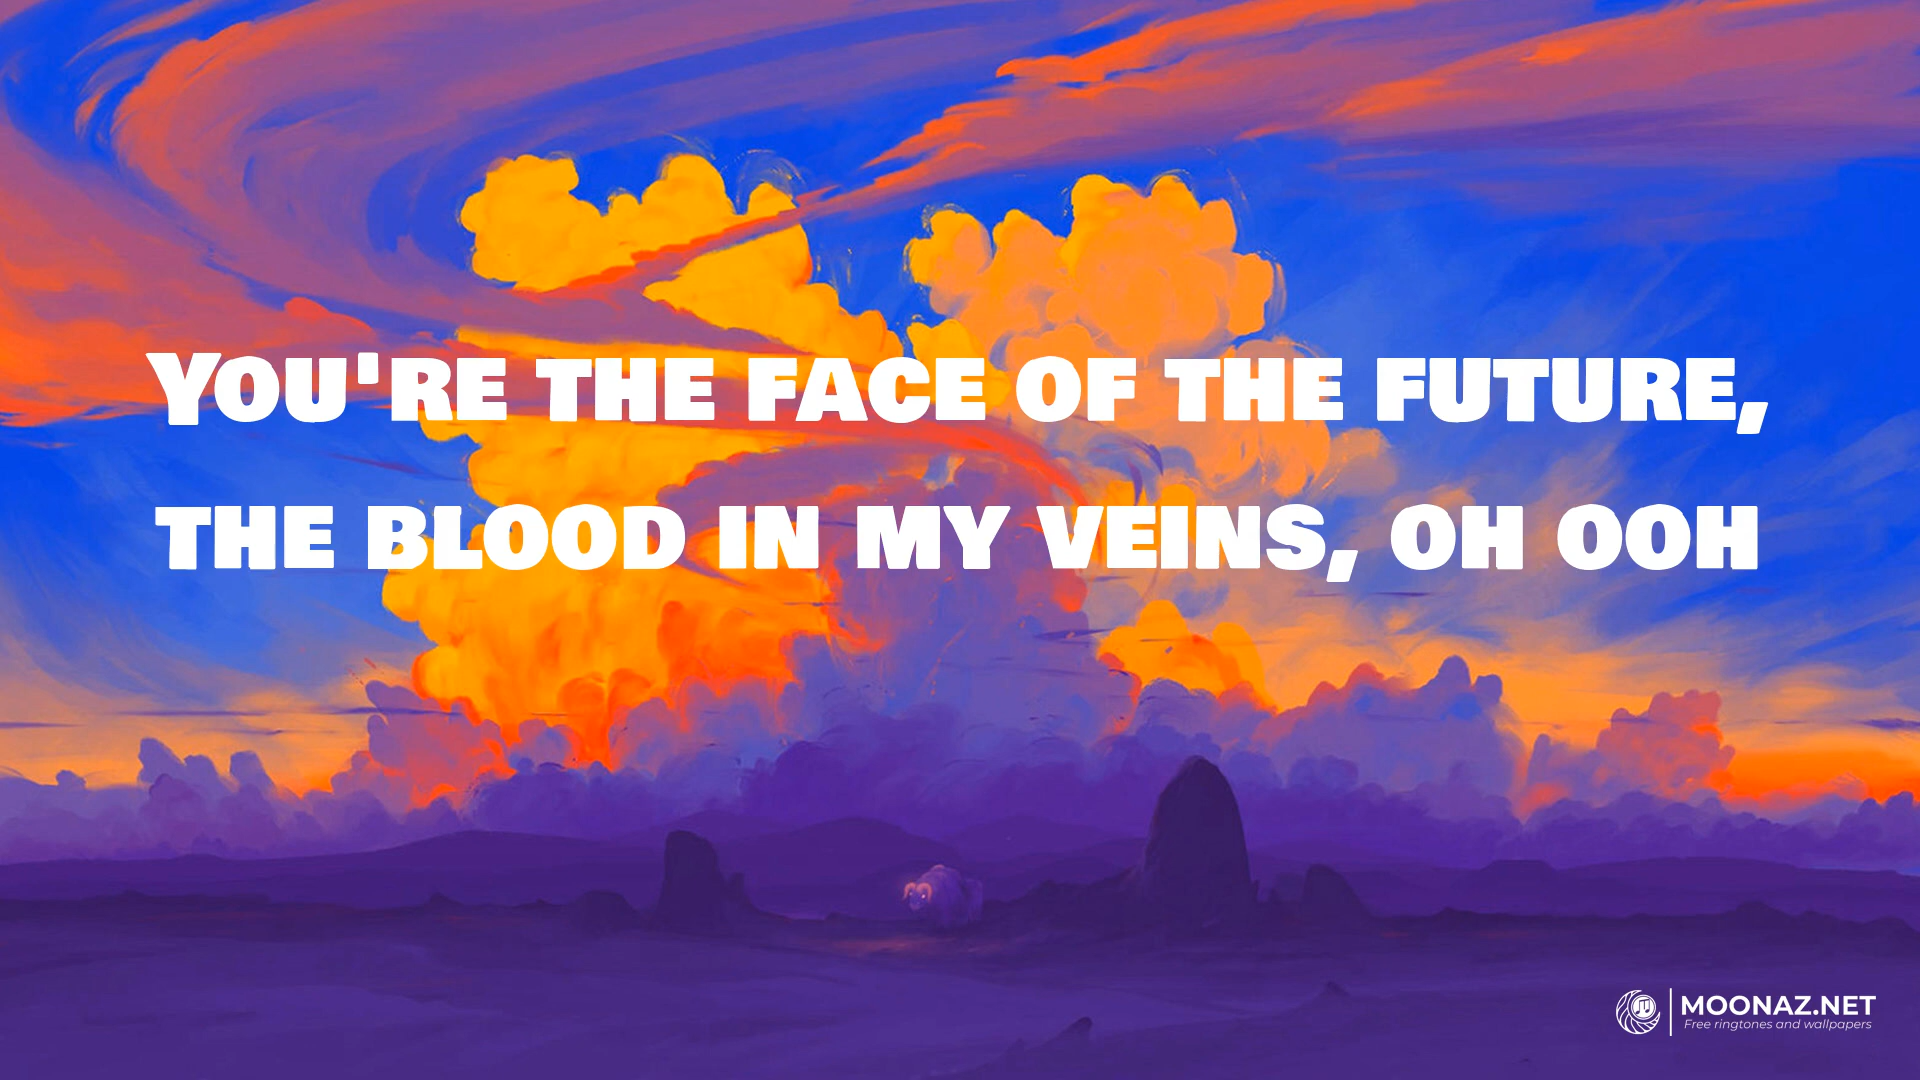 You're the face of the future,
the blood in my veins, oh ooh
MOONAZ.NET
Free ringtones and wallpapers